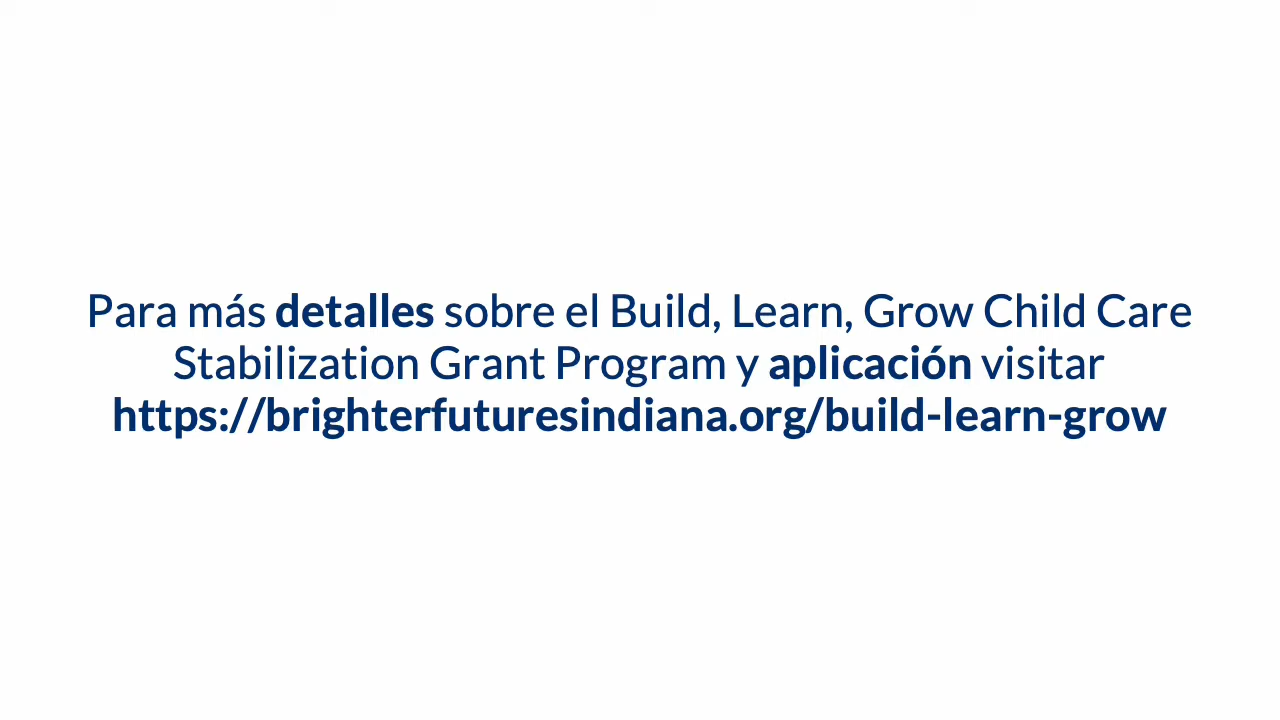 Para más detalles sobre el Build, Learn, Grow Child Care
Stabilization Grant Program y aplicación visitar
https://brighterfuturesindiana.org/build-learn-grow